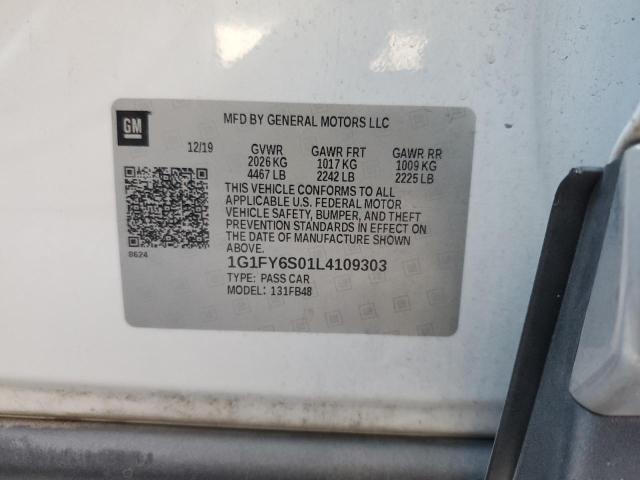 GM
MFD BY GENERAL MOTORS LLC
12/19 GVWR GAWR FRT GAWR RR
2026 KG 1017 KG 1009 KG
4467 LB 2242 LB 2225 LB
THIS VEHICLE CONFORMS TO ALL
APPLICABLE U.S. FEDERAL MOTOR
VEHICLE SAFETY, BUMPER, AND THEFT
PREVENTION STANDARDS IN EFFECT ON
THE DATE OF MANUFACTURE SHOWN
ABOVE.
8624
1G1FY6S01L4109303
TYPE: PASS CAR
MODEL: 131FB48